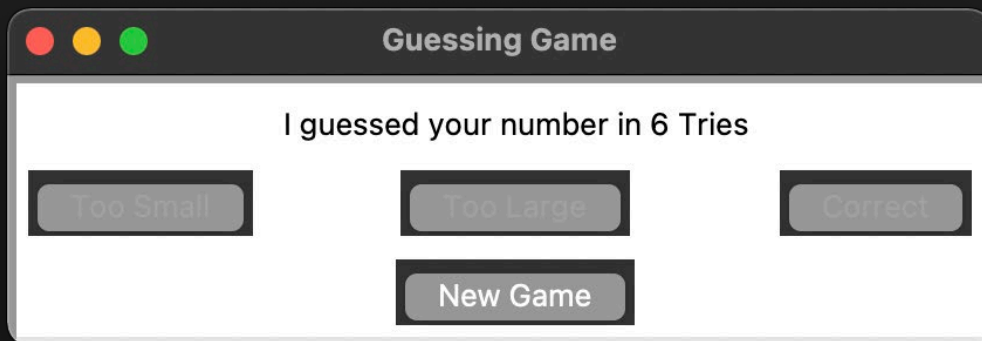 Guessing Game
I guessed your number in 6 Tries
Too Small Too Large Correct
New Game